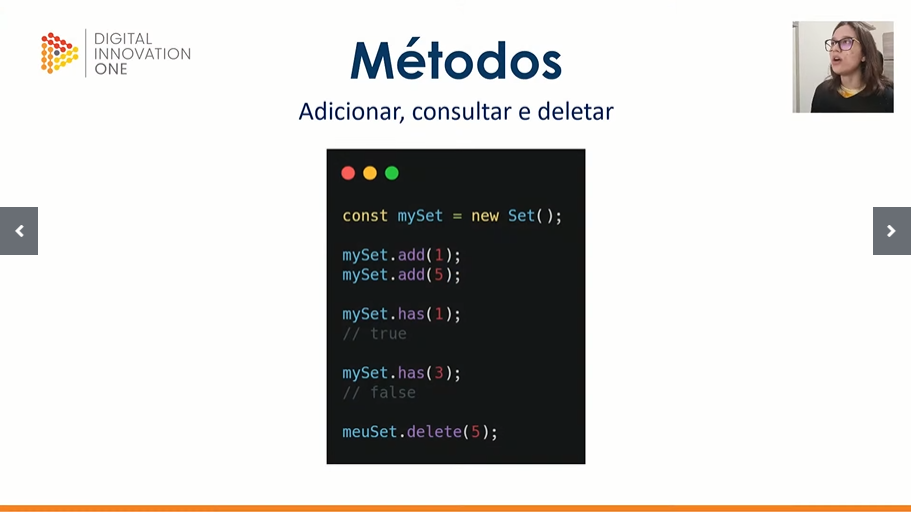 DIGITAL
INNOVATION
ONE
Métodos
Adicionar, consultar e deletar
const mySet = new Set();
mySet.add(1);
mySet.add(5);
mySet.has(1);
// true
mySet.has(3);
// false
meuSet.delete(5);